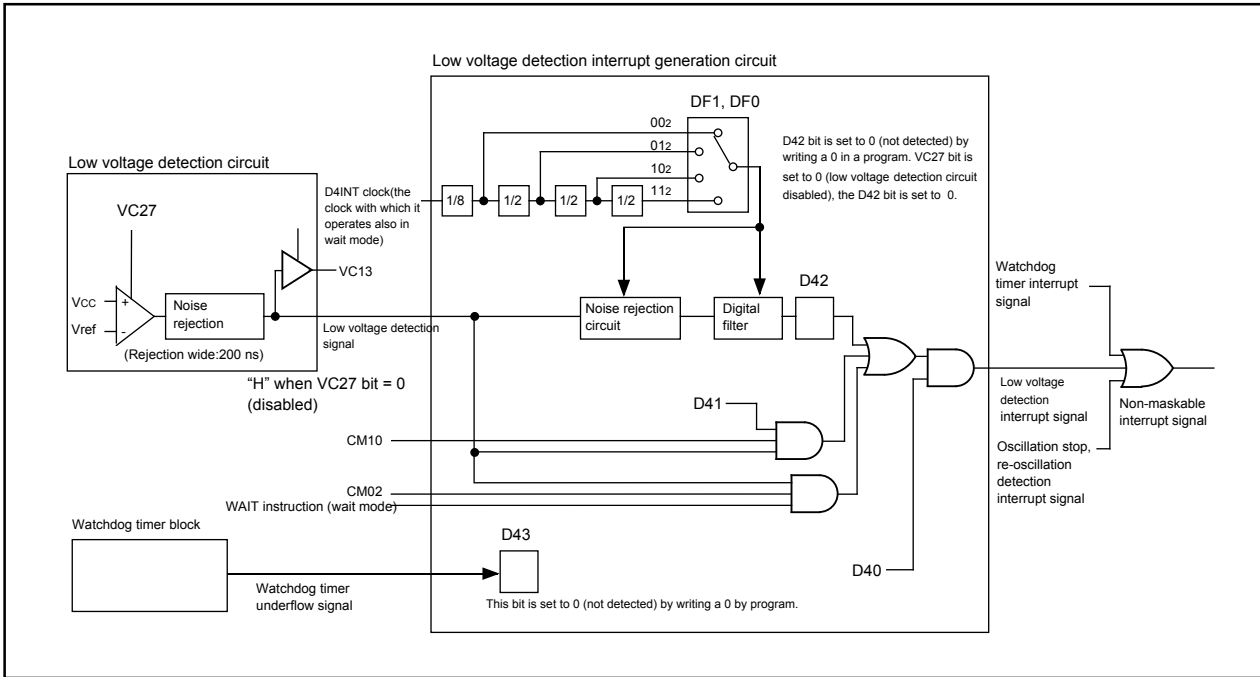 Low voltage detection interrupt generation circuit
DF1, DF0
002
012
102
112
D42 bit is set to 0 (not detected) by
writing a 0 in a program. VC27 bit is
set to 0 (low voltage detection circuit
disabled), the D42 bit is set to 0.
Low voltage detection circuit
VC27
D4INT clock(the
clock with which it
operates also in
wait mode)
1/8
1/2
1/2
1/2
VC13
VCC
+
Vref
-
Noise
rejection
(Rejection wide:200 ns)
Low voltage detection
signal
Noise rejection
circuit
Digital
filter
D42
Watchdog
timer interrupt
signal
"H" when VC27 bit = 0
(disabled)
D41
CM10
CM02
WAIT instruction (wait mode)
Low voltage
detection
interrupt signal
Non-maskable
interrupt signal
Oscillation stop,
re-oscillation
detection
interrupt signal
Watchdog timer block
Watchdog timer
underflow signal
D43
D40
This bit is set to 0 (not detected) by writing a 0 by program.